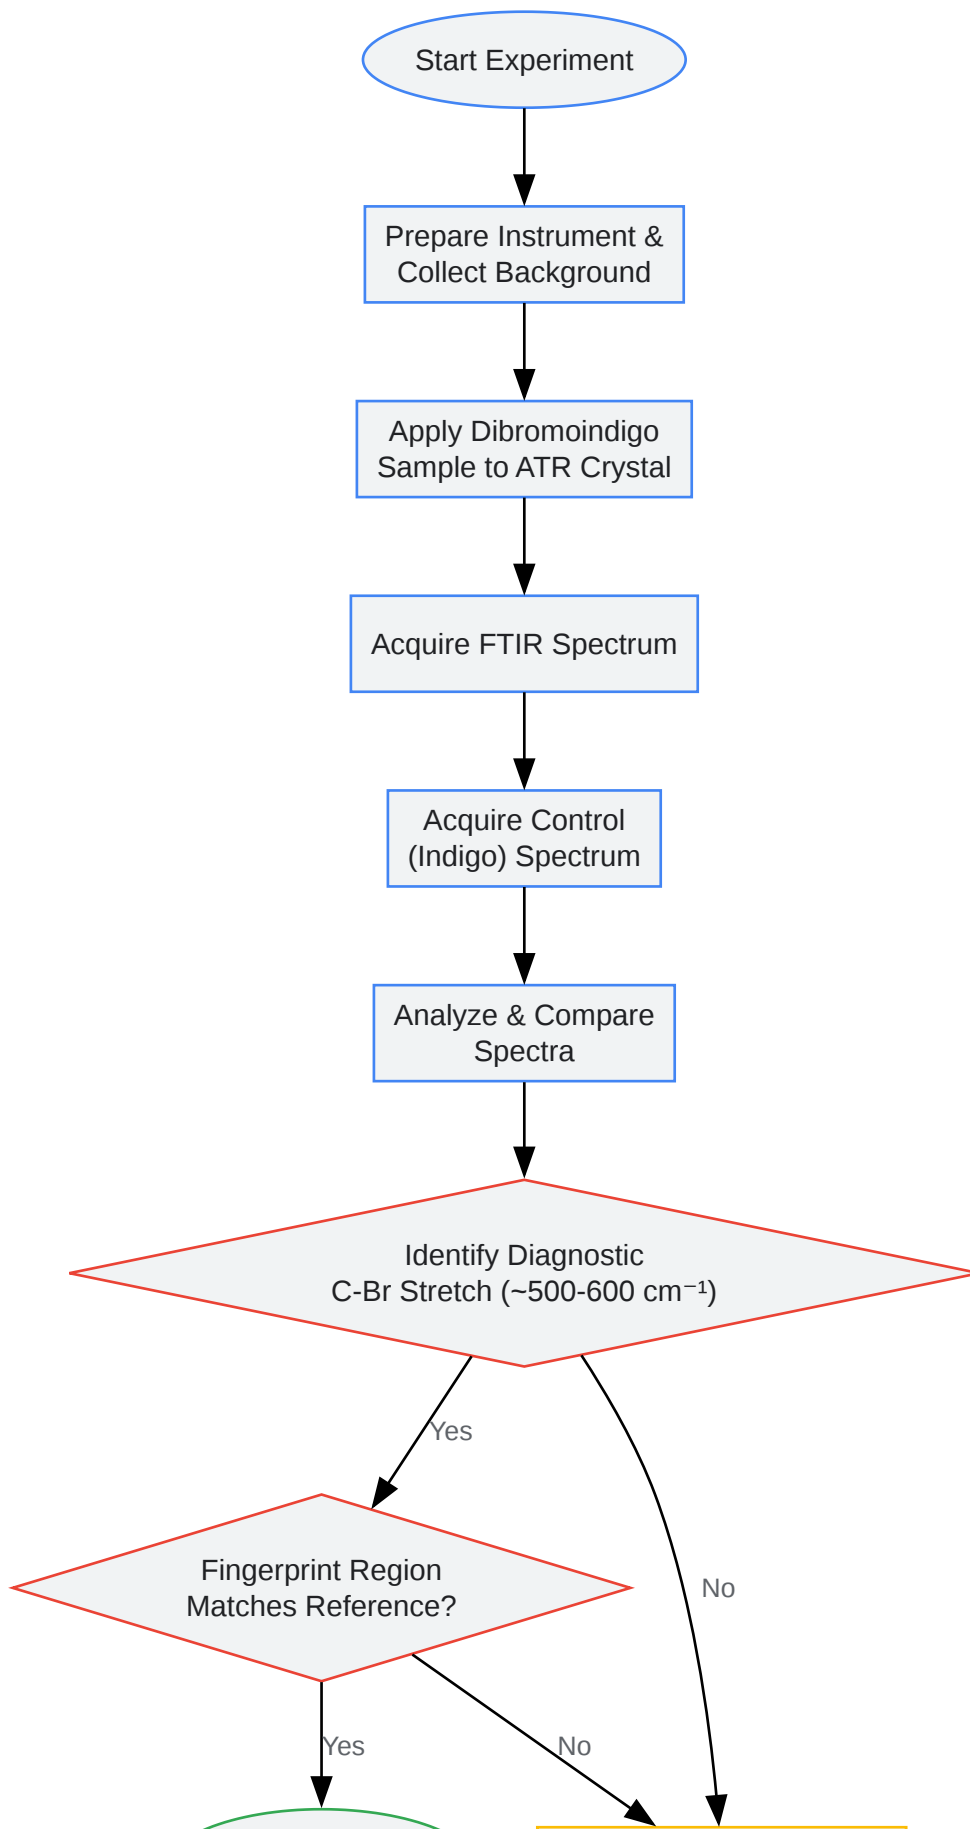 Start Experiment
Prepare Instrument &
Collect Background
Apply Dibromoindigo
Sample to ATR Crystal
Acquire FTIR Spectrum
Acquire Control
(Indigo) Spectrum
Analyze & Compare
Spectra
Identify Diagnostic
C-Br Stretch (~500-600 cm⁻¹)
Yes
Fingerprint Region
Matches Reference?
No
Yes
No